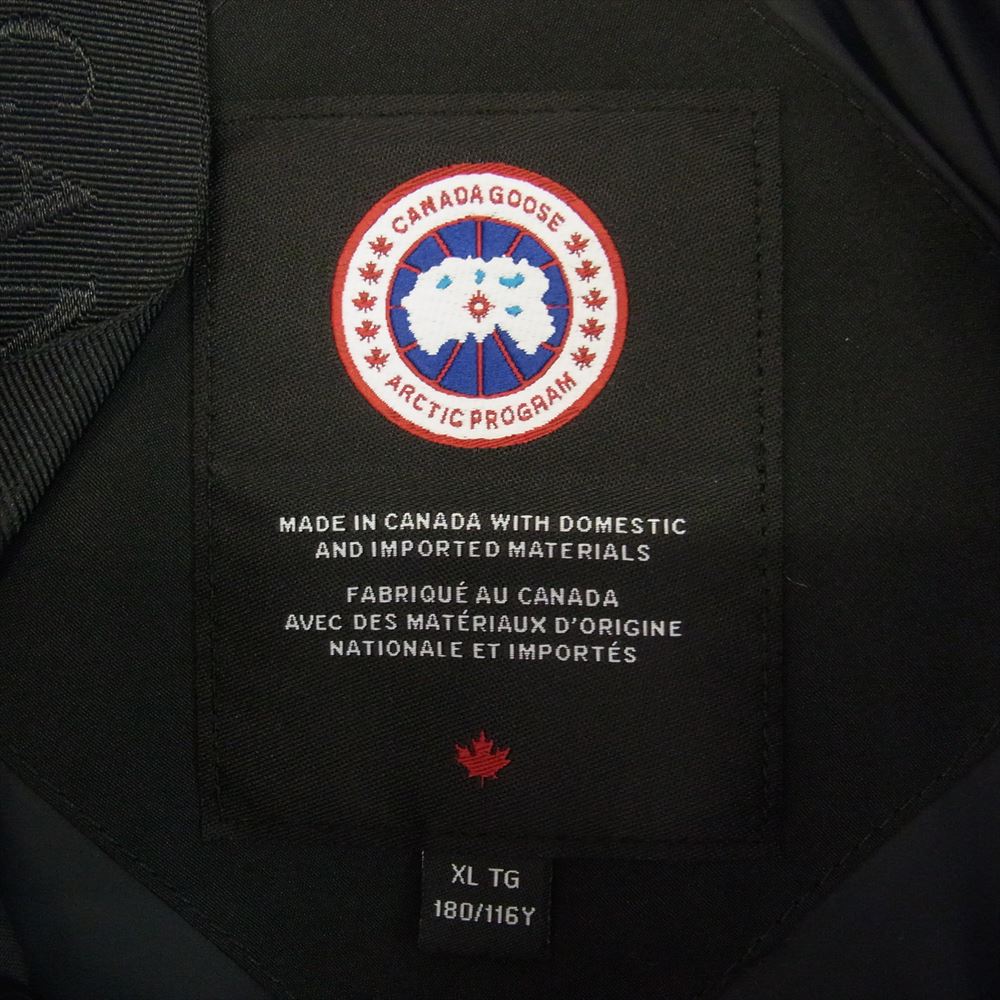 CANADA GOOSE
ARCTIC PROGRAM
MADE IN CANADA WITH DOMESTIC
AND IMPORTED MATERIALS
FABRIQUÉ AU CANADA
AVEC DES MATÉRIAUX D'ORIGINE
NATIONALE ET IMPORTÉS
XL TG
180/116Y